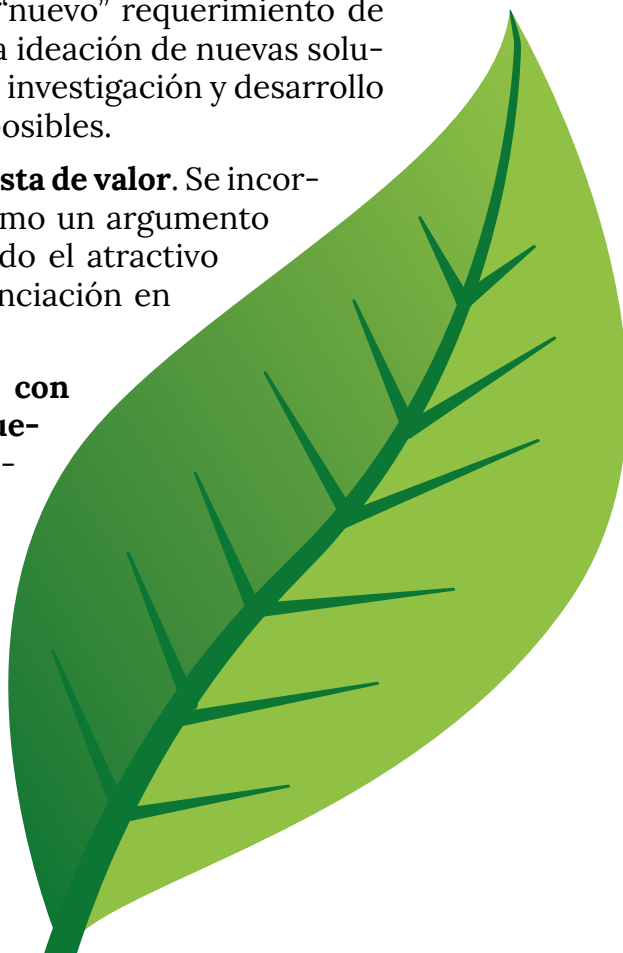 “nuevo” requerimiento de
a ideación de nuevas solu-
investigación y desarrollo
posibles.
sta de valor. Se incor-
mo un argumento
do el atractivo
nciación en
con
ue-
-